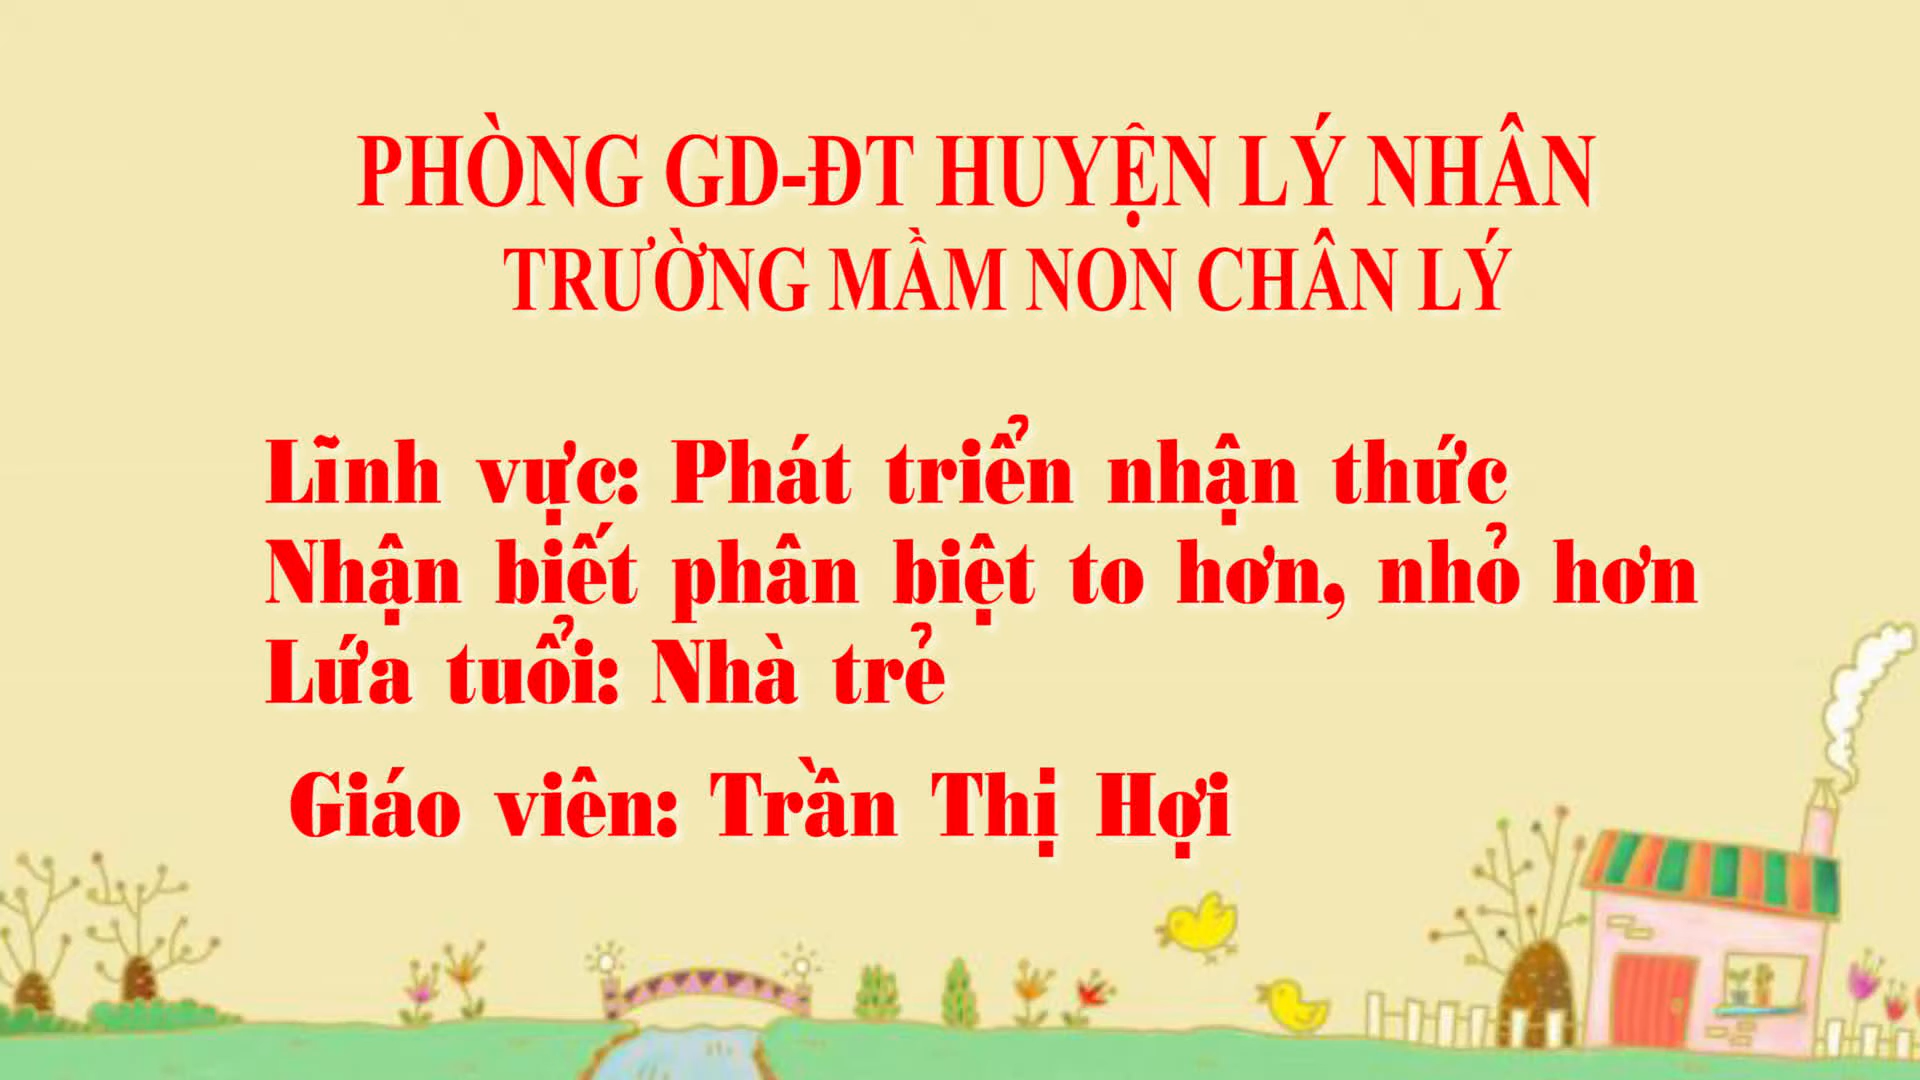 PHÒNG GD-ĐT HUYỆN LÝ NHÂN
TRƯỜNG MẦM NON CHÂN LÝ
Lĩnh vực: Phát triển nhận thức
Nhận biết phân biệt to hơn, nhỏ hơn
Lứa tuổi: Nhà trẻ
Giáo viên: Trần Thị Hợi